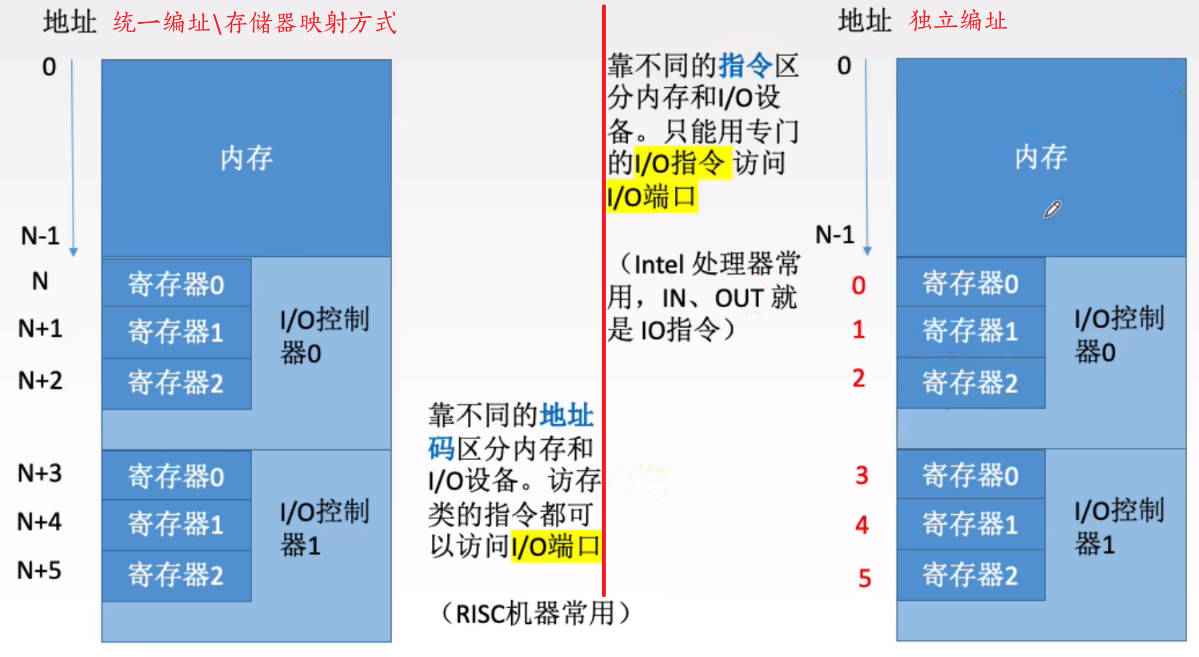 地址 统一编址\存储器映射方式
0
内存
N-1
N
寄存器0
N+1
寄存器1
N+2
寄存器2
I/O控制
器0
N+3
寄存器0
N+4
寄存器1
N+5
寄存器2
I/O控制
器1
靠不同的地址
码区分内存和
I/O设备。访存
类的指令都可
以访问I/O端口
（RISC机器常用）
地址 独立编址
靠不同的指令区
分内存和I/O设
备。只能用专门
的I/O指令 访问
I/O端口
（Intel 处理器常
用，IN、OUT 就
是 IO指令）
0
内存
N-1
0
寄存器0
1
寄存器1
2
寄存器2
I/O控制
器0
3
寄存器0
4
寄存器1
5
寄存器2
I/O控制
器1